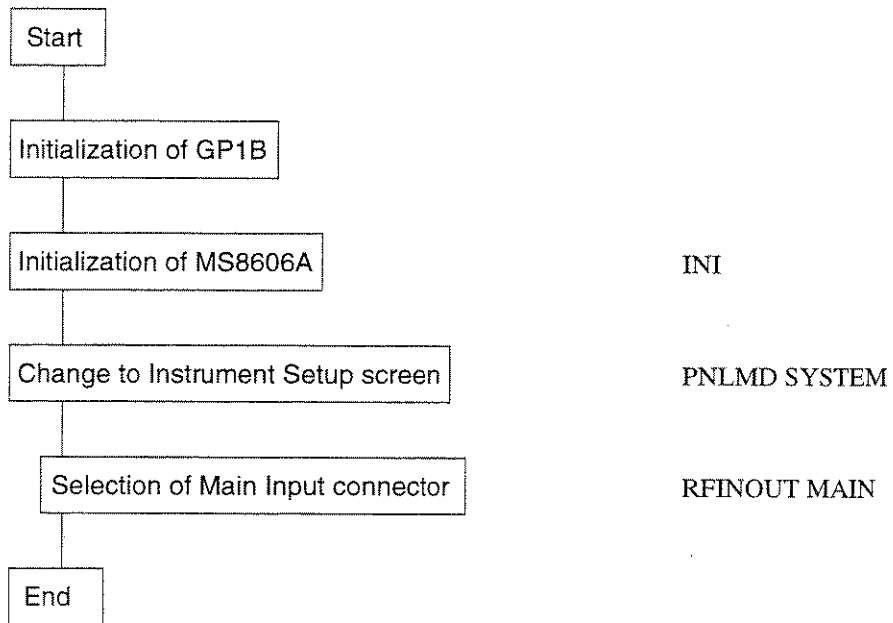 Start
Initialization of GP1B
Initialization of MS8606A INI
Change to Instrument Setup screen PNLMD SYSTEM
Selection of Main Input connector RFINOUT MAIN
End